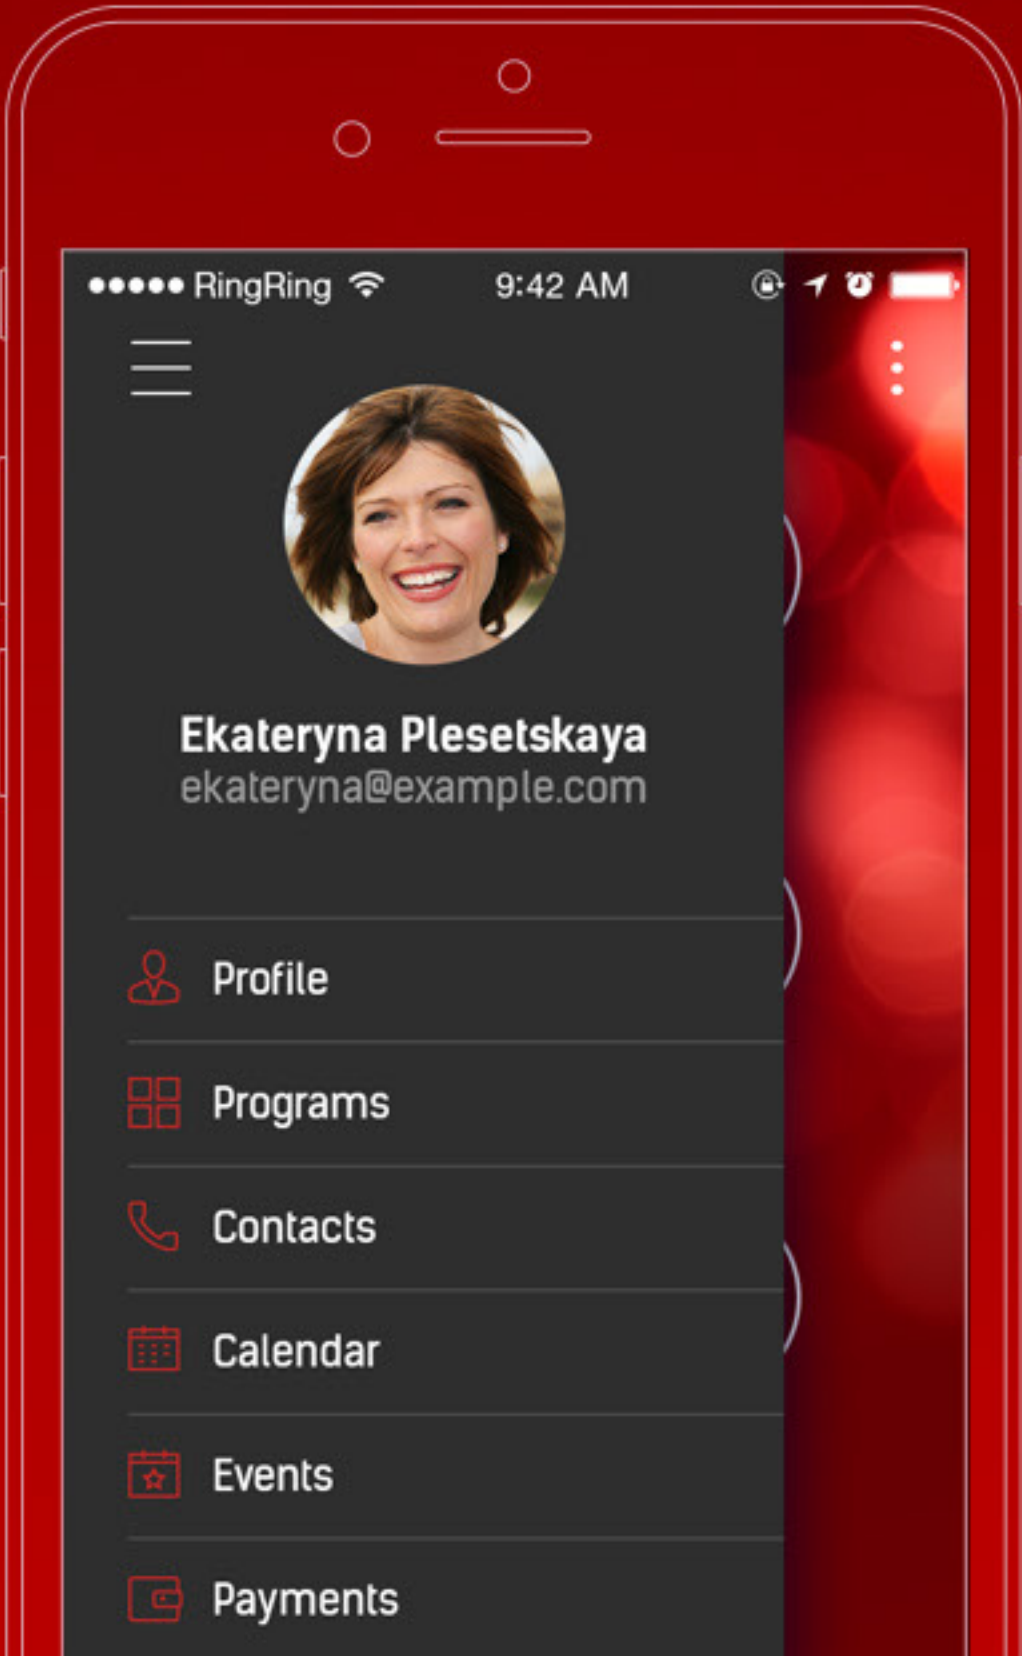 RingRing 9:42 AM
Ekateryna Plesetskaya
ekateryna@example.com
Profile
Programs
Contacts
Calendar
Events
Payments